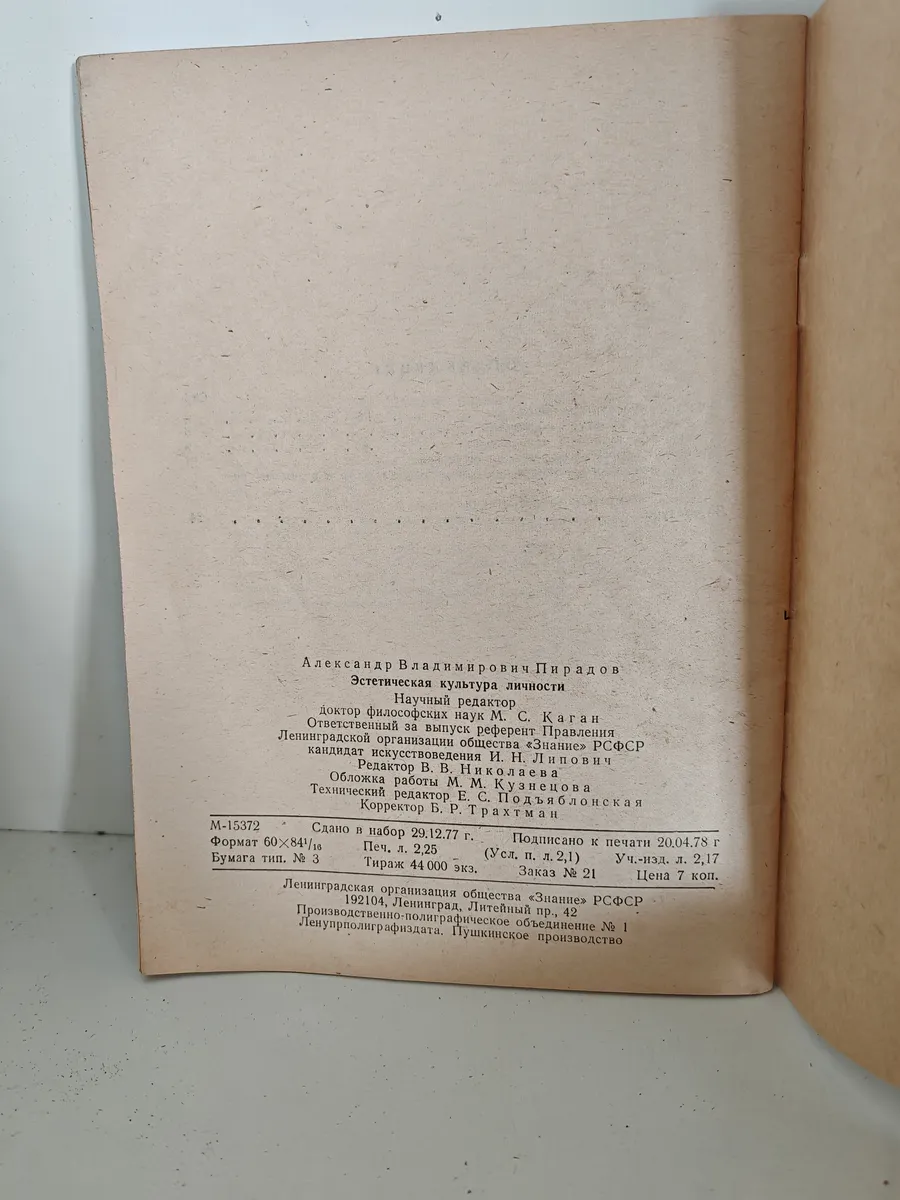 Александр Владимирович Пирадов
Эстетическая культура личности
Научный редактор
доктор философских наук М. С. Каган
Ответственный за выпуск референт Правления
Ленинградской организации общества «Знание» РСФСР
кандидат искусствоведения И. Н. Липович
Редактор В. В. Николаева
Обложка работы М. М. Кузнецова
Технический редактор Е. С. Подъяблонская
Корректор Б. Р. Трахтман
М-15372 Сдано в набор 29.12.77 г. Подписано к печати 20.04.78 г
Формат 60×84 1/16 Печ. л. 2,25 (Усл. п. л. 2,1) Уч.-изд. л. 2,17
Бумага тип. № 3 Тираж 44 000 экз. Заказ № 21 Цена 7 коп.
Ленинградская организация общества «Знание» РСФСР
192104, Ленинград, Литейный пр., 42
Производственно-полиграфическое объединение № 1
Ленупрполиграфиздата. Пушкинское производство